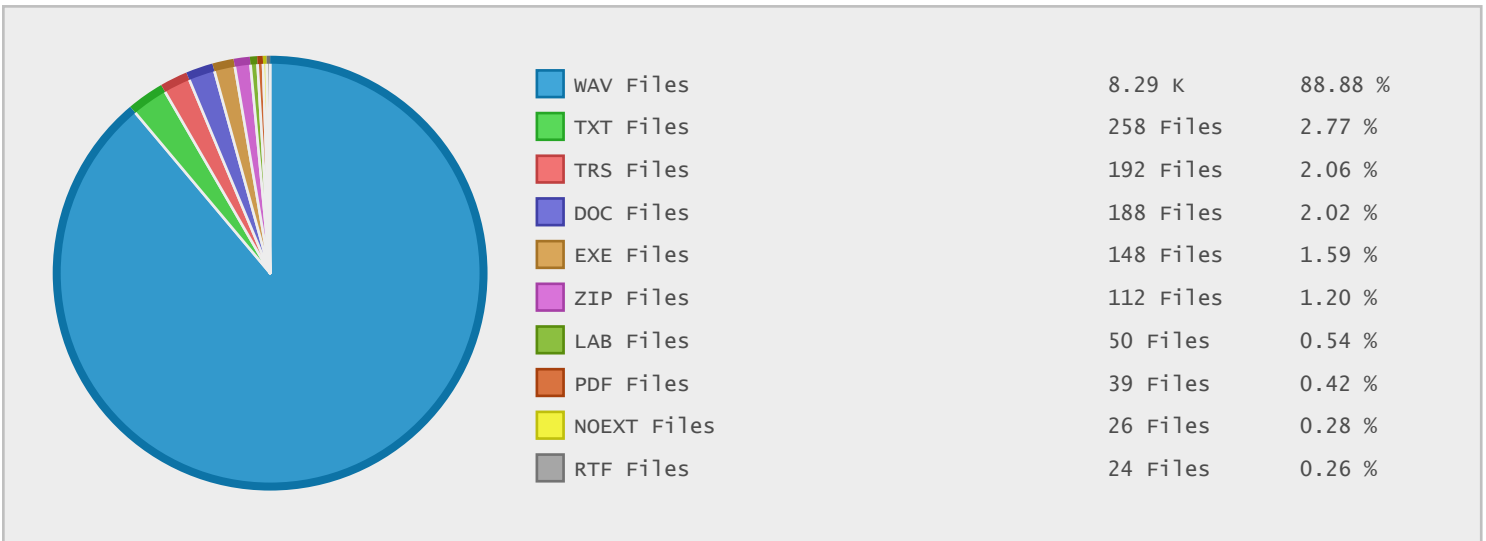 WAV Files 8.29 K 88.88 %
TXT Files 258 Files 2.77 %
TRS Files 192 Files 2.06 %
DOC Files 188 Files 2.02 %
EXE Files 148 Files 1.59 %
ZIP Files 112 Files 1.20 %
LAB Files 50 Files 0.54 %
PDF Files 39 Files 0.42 %
NOEXT Files 26 Files 0.28 %
RTF Files 24 Files 0.26 %